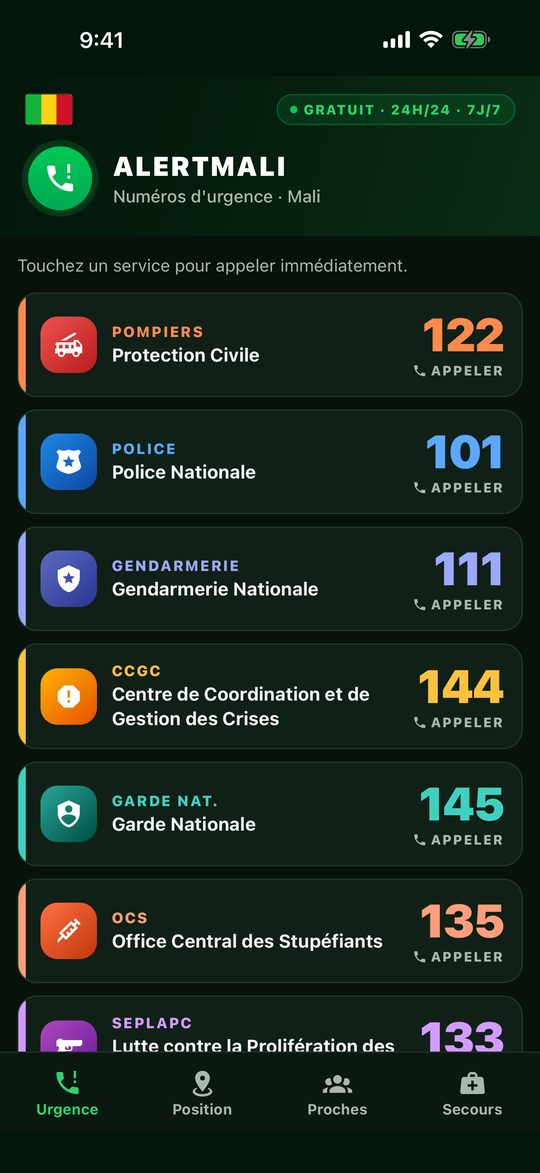 9:41
GRATUIT · 24H/24 · 7J/7
ALERTMALI
Numéros d'urgence · Mali
Touchez un service pour appeler immédiatement.
POMPIERS
Protection Civile
122
APPELER
POLICE
Police Nationale
101
APPELER
GENDARMERIE
Gendarmerie Nationale
111
APPELER
CCGC
Centre de Coordination et de
Gestion des Crises
144
APPELER
GARDE NAT.
Garde Nationale
145
APPELER
OCS
Office Central des Stupéfiants
135
APPELER
SEPLAPC
Lutte contre la Prolifération des
133
Urgence
Position
Proches
Secours